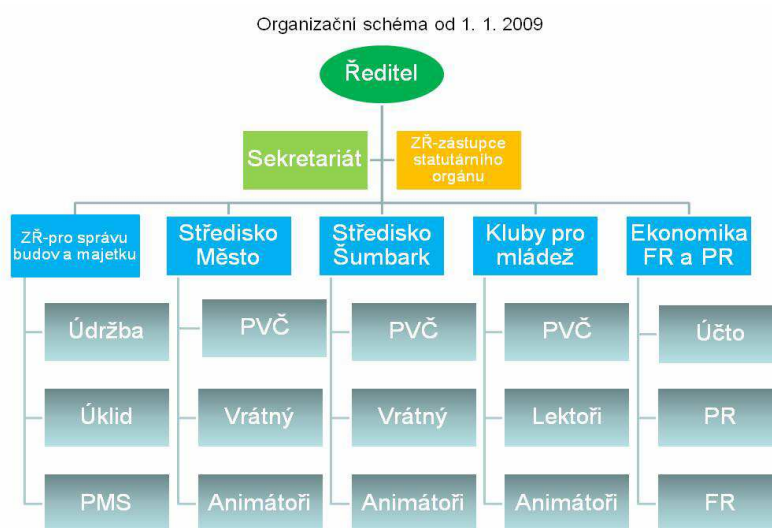 Organizační schéma od 1. 1. 2009
Ředitel
Sekretariát
ZŘ-zástupce
statutárního
orgánu
ZŘ-pro správu
budov a majetku
Středisko
Město
Středisko
Šumbark
Kluby pro
mládež
Ekonomika
FR a PR
Údržba
PVČ
PVČ
PVČ
Účto
Úklid
Vrátný
Vrátný
Lektoři
PR
PMS
Animátoři
Animátoři
Animátoři
FR